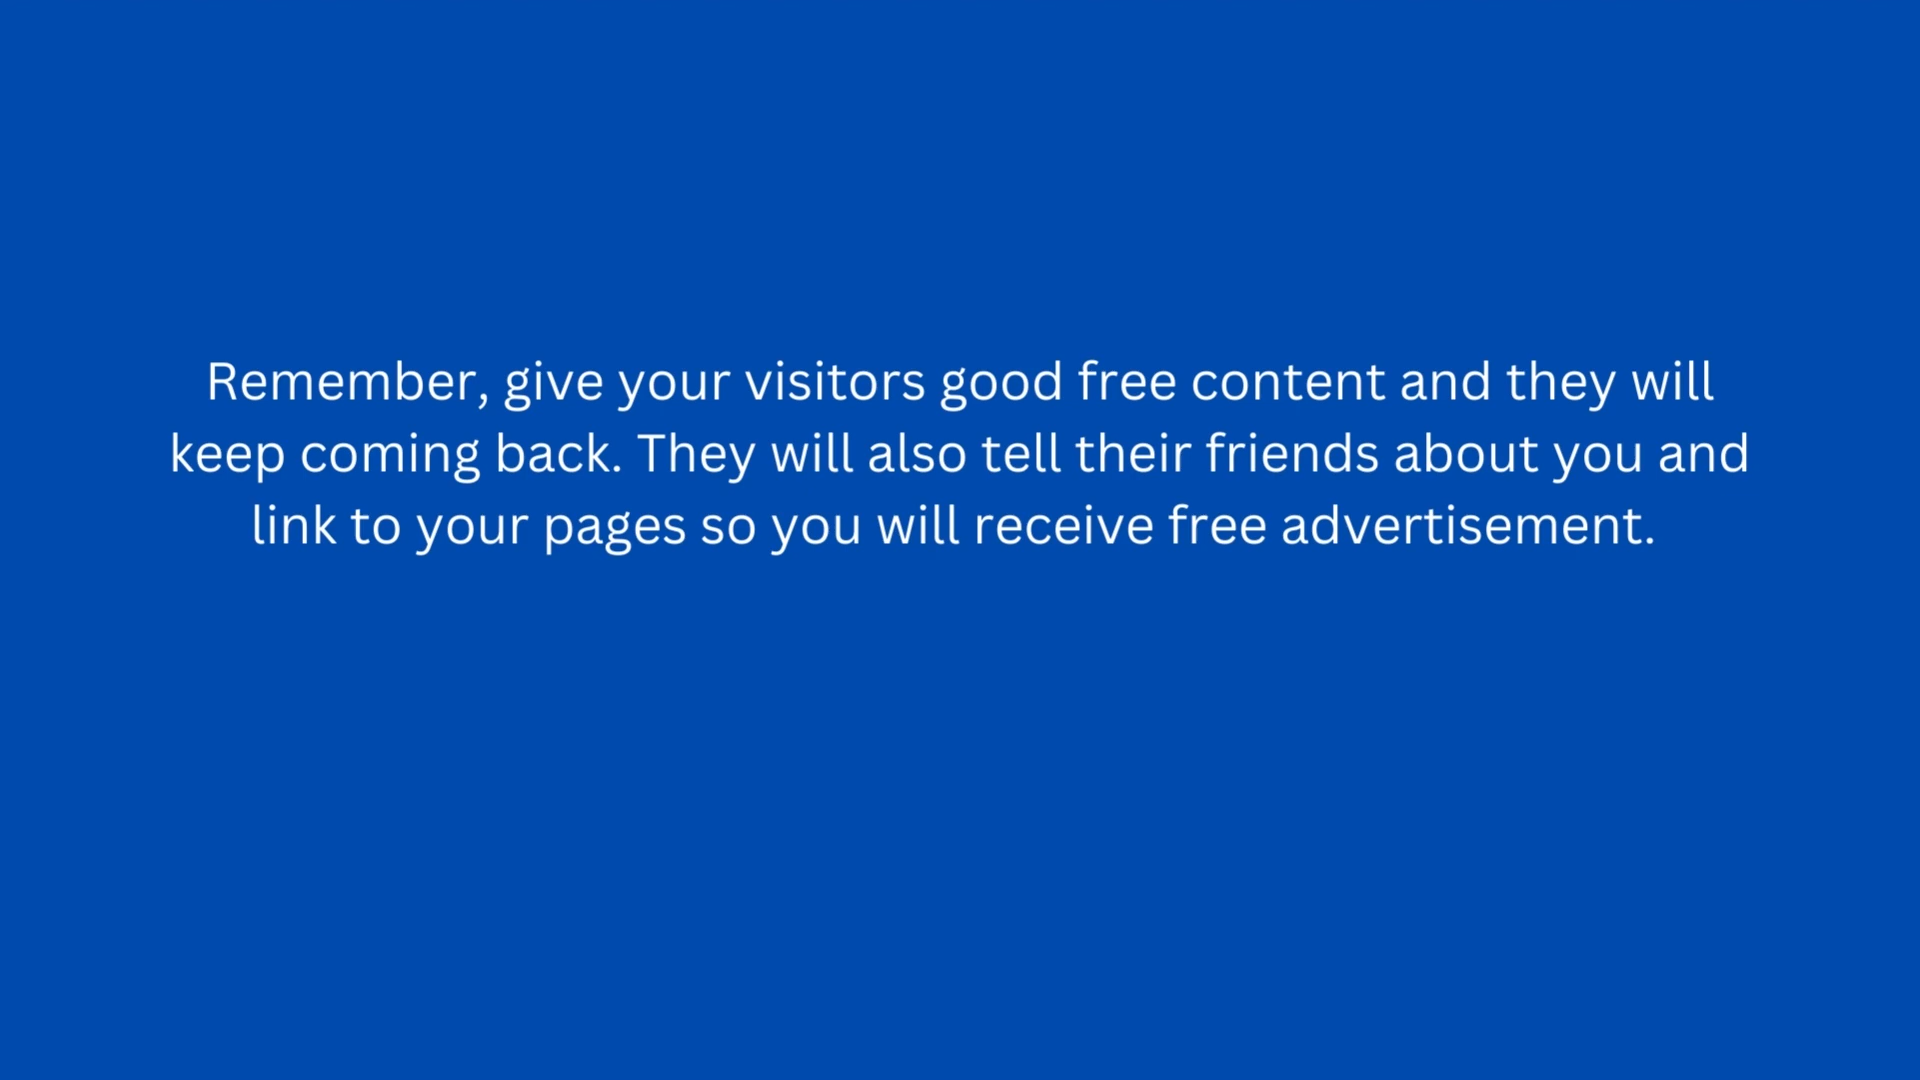 Remember, give your visitors good free content and they will
keep coming back. They will also tell their friends about you and
link to your pages so you will receive free advertisement.